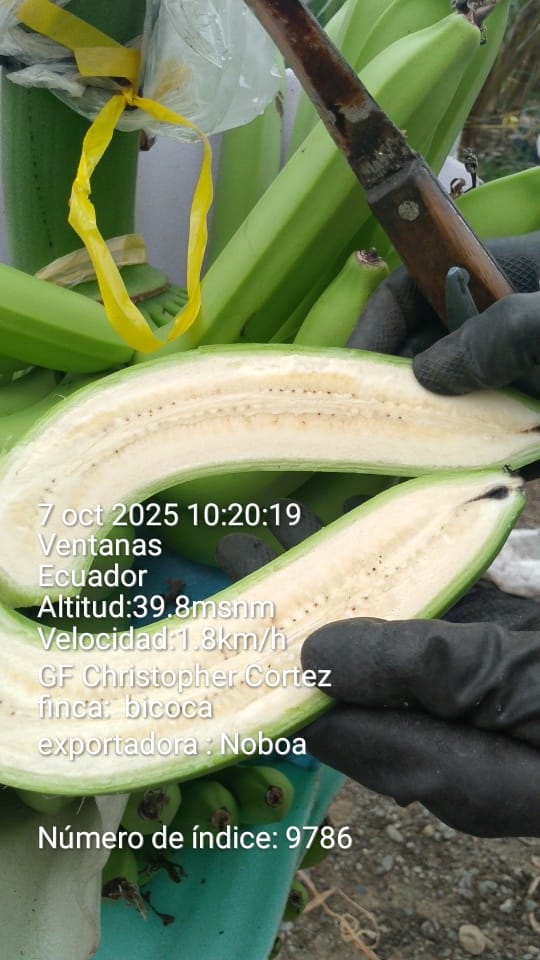 7 oct 2025 10:20:19
Ventanas
Ecuador
Altitud:39.8msnm
Velocidad:1.8km/h
GF Christopher Cortez
finca:  bicoca
exportadora : Noboa
Número de índice: 9786